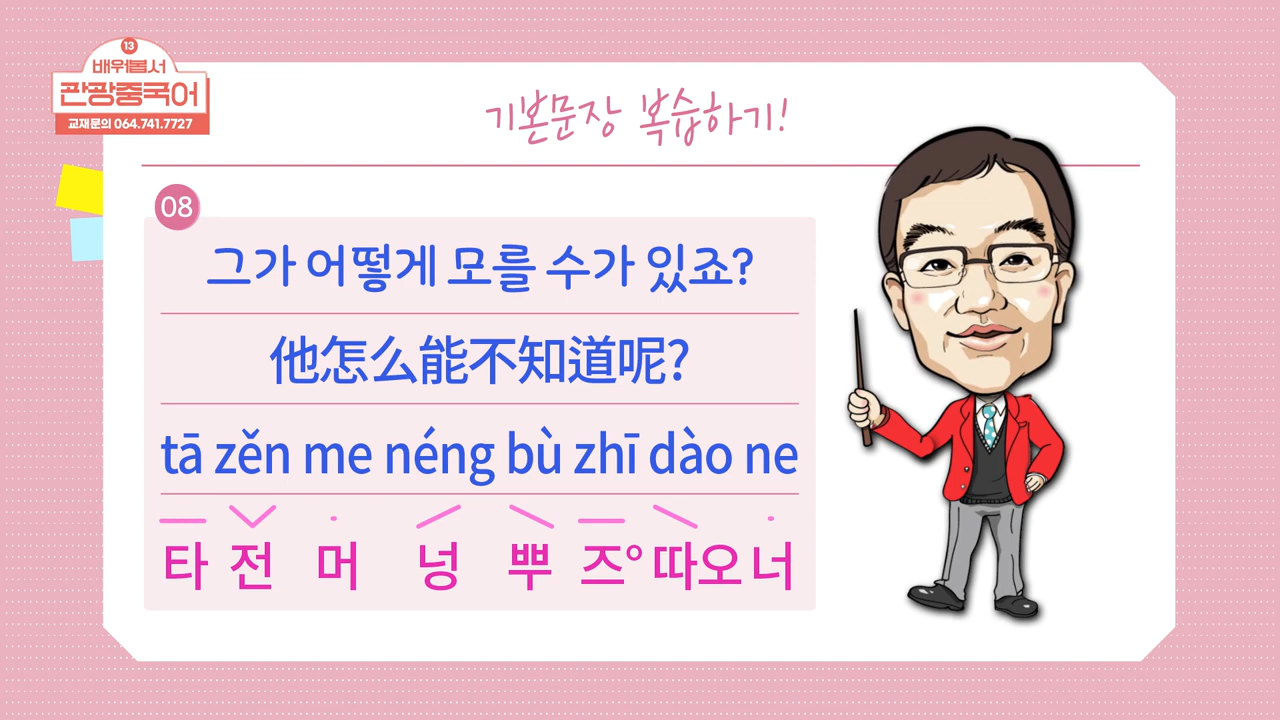 13
배워봅서
관광중국어
교재문의 064.741.7727
기본문장 복습하기!
08
그가 어떻게 모를 수가 있죠?
他怎么能不知道呢?
tā zěn me néng bù zhī dào ne
타 전 머 넝 뿌 즈° 따오 너